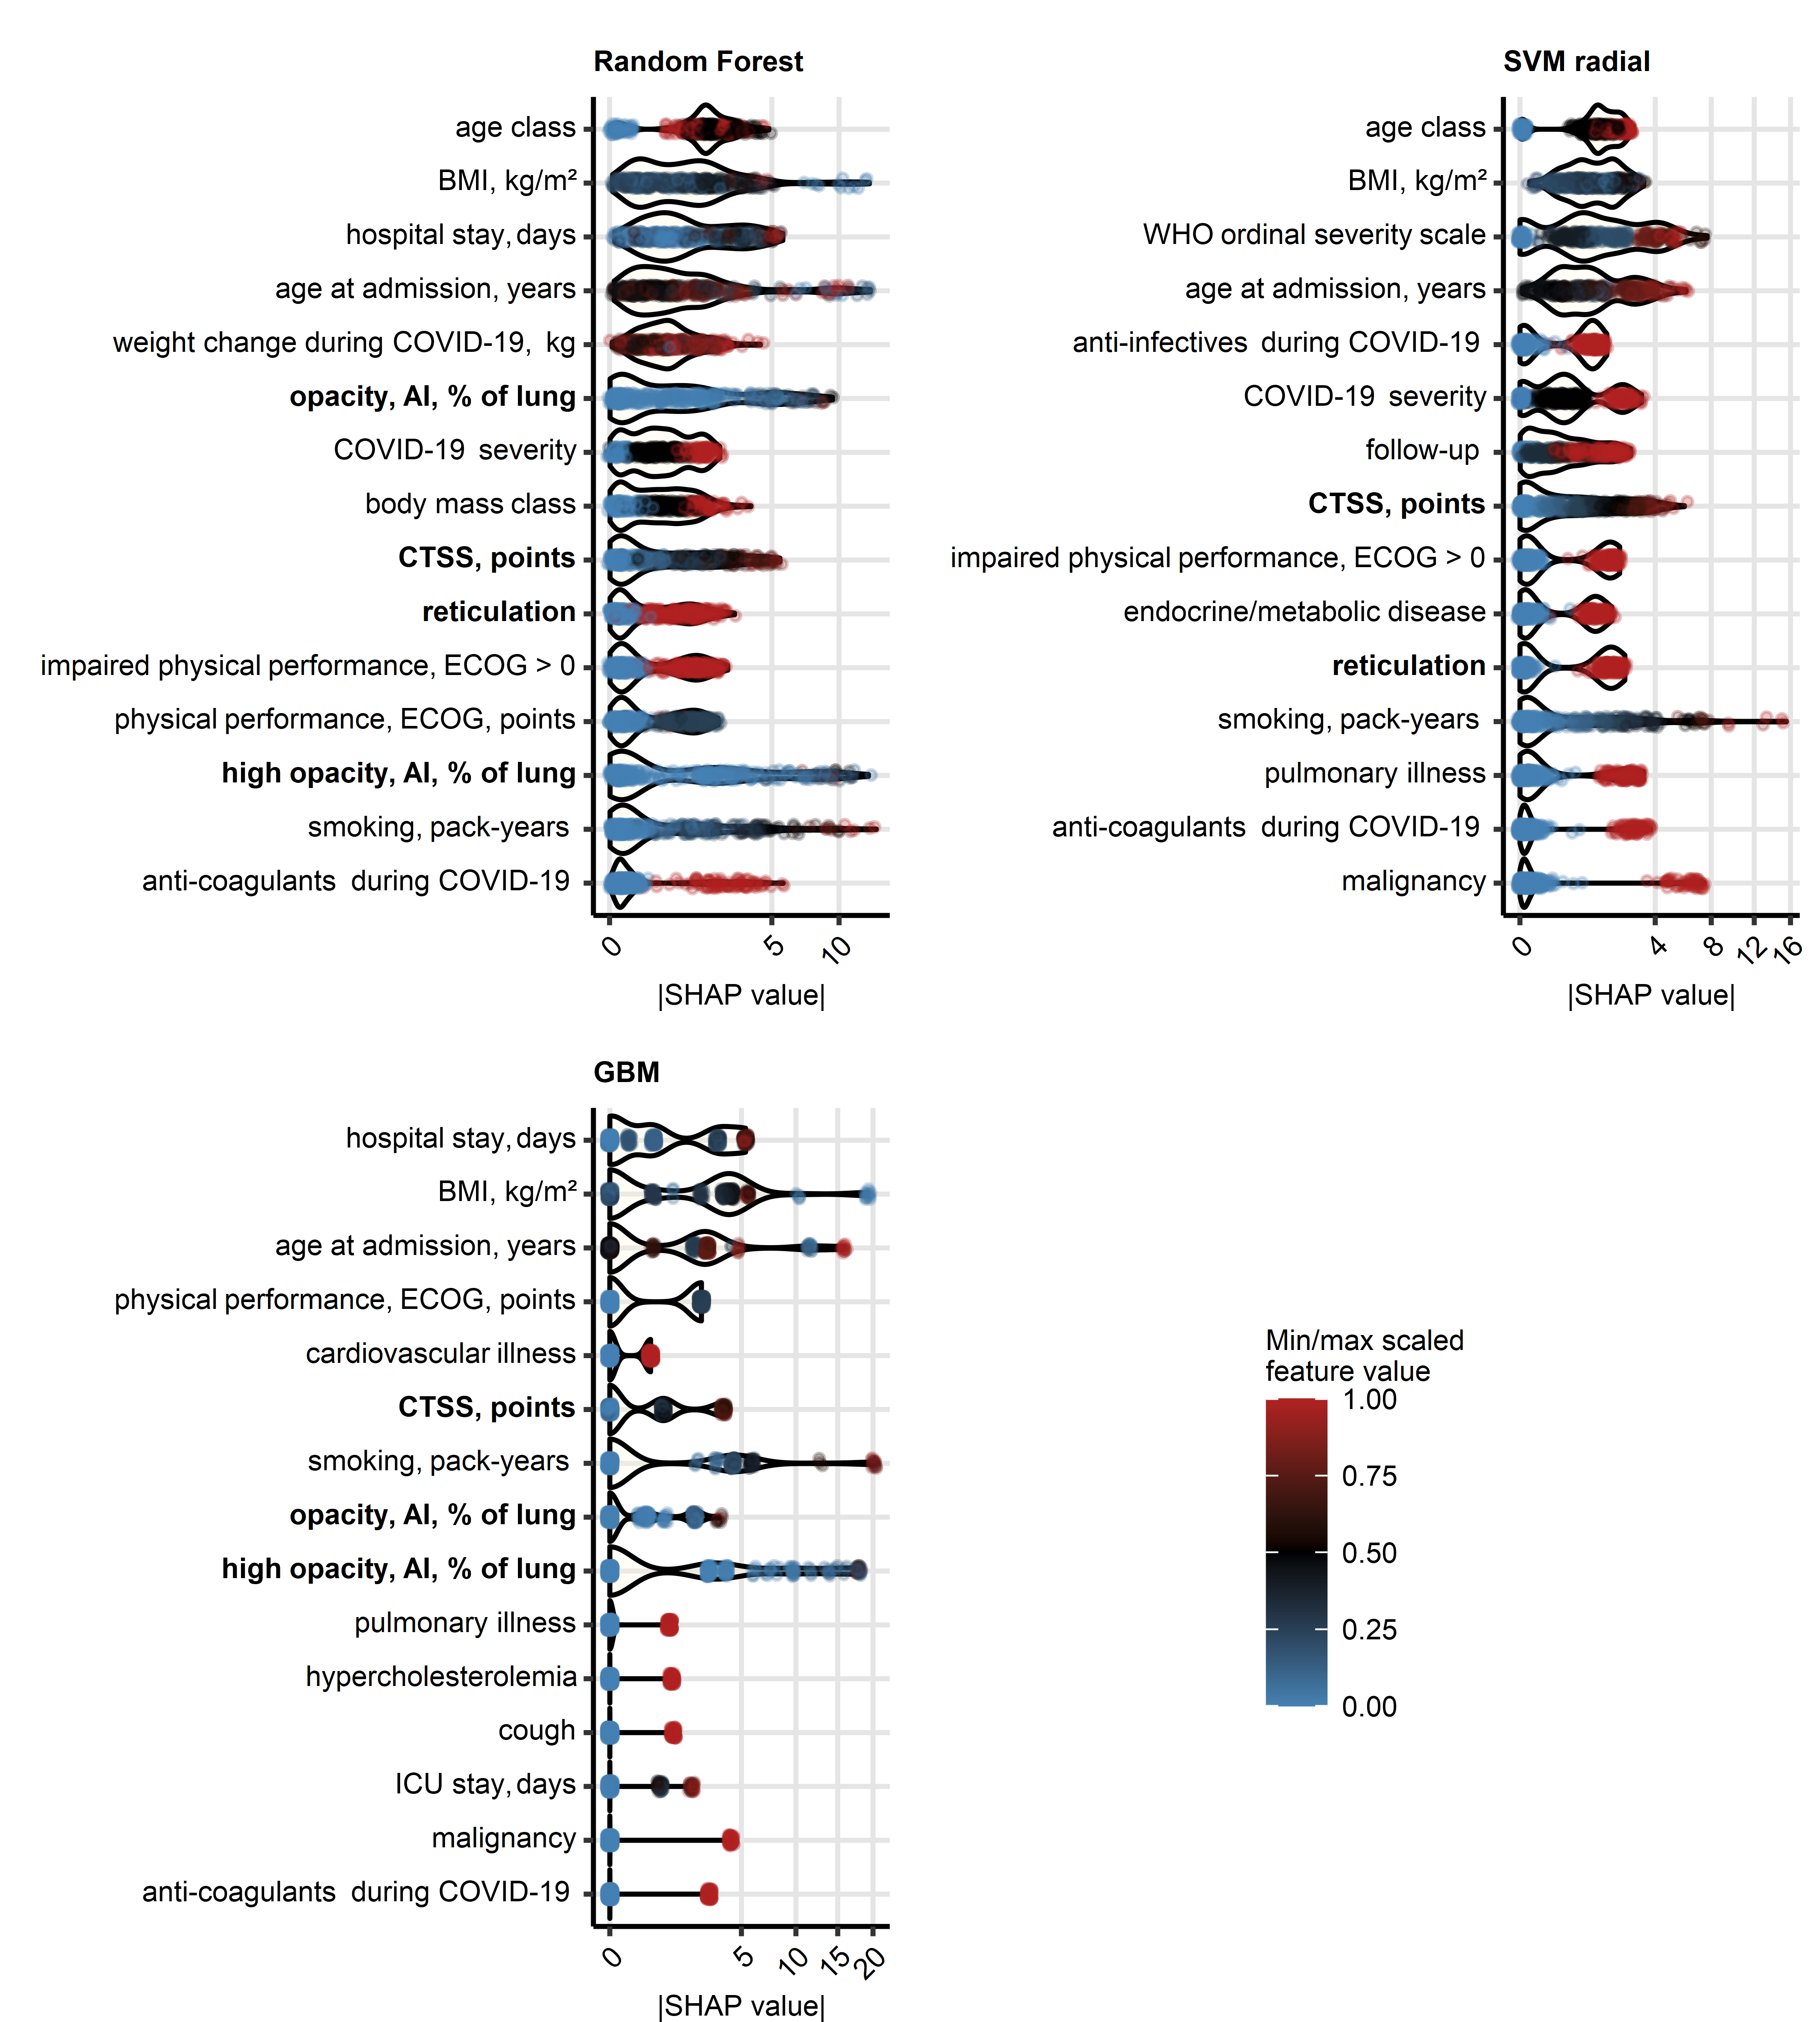 Random Forest
age class
BMI, kg/m²
hospital stay, days
age at admission, years
weight change during COVID-19, kg
opacity, AI, % of lung
COVID-19 severity
body mass class
CTSS, points
reticulation
impaired physical performance, ECOG > 0
physical performance, ECOG, points
high opacity, AI, % of lung
smoking, pack-years
anti-coagulants during COVID-19
0 5 10
|SHAP value|
SVM radial
age class
BMI, kg/m²
WHO ordinal severity scale
age at admission, years
anti-infectives during COVID-19
COVID-19 severity
follow-up
CTSS, points
impaired physical performance, ECOG > 0
endocrine/metabolic disease
reticulation
smoking, pack-years
pulmonary illness
anti-coagulants during COVID-19
malignancy
0 4 8 12 16
|SHAP value|
GBM
hospital stay, days
BMI, kg/m²
age at admission, years
physical performance, ECOG, points
cardiovascular illness
CTSS, points
smoking, pack-years
opacity, AI, % of lung
high opacity, AI, % of lung
pulmonary illness
hypercholesterolemia
cough
ICU stay, days
malignancy
anti-coagulants during COVID-19
0 5 10 15 20
|SHAP value|
Min/max scaled
feature value
1.00
0.75
0.50
0.25
0.00